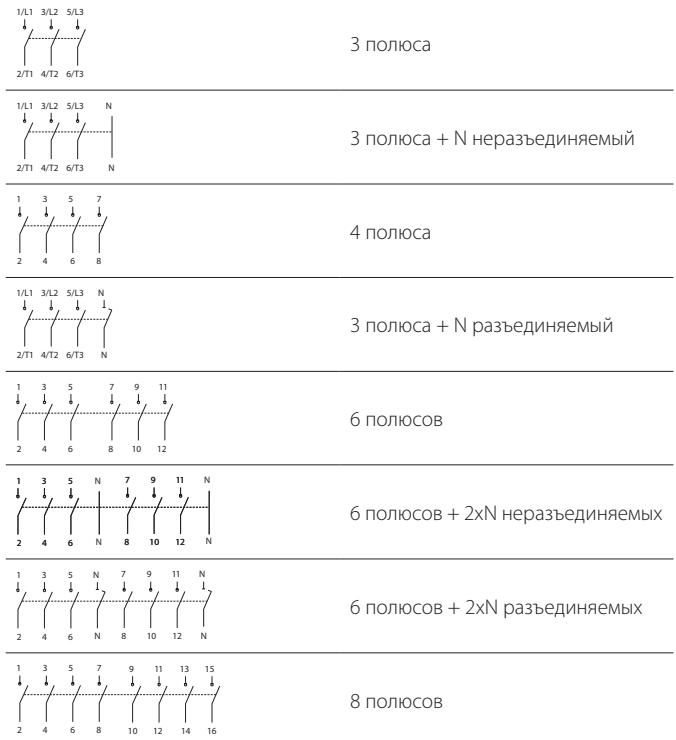 1/L1 3/L2 5/L3
3 полюса
2/T1 4/T2 6/T3
1/L1 3/L2 5/L3 N
3 полюса + N неразъединяемый
2/T1 4/T2 6/T3 N
1 3 5 7
4 полюса
2 4 6 8
1/L1 3/L2 5/L3 N
3 полюса + N разъединяемый
2/T1 4/T2 6/T3 N
1 3 5 7 9 11
6 полюсов
2 4 6 8 10 12
1 3 5 N 7 9 11 N
6 полюсов + 2xN неразъединяемых
2 4 6 N 8 10 12 N
1 3 5 N 7 9 11 N
6 полюсов + 2xN разъединяемых
2 4 6 N 8 10 12 N
1 3 5 7 9 11 13 15
8 полюсов
2 4 6 8 10 12 14 16